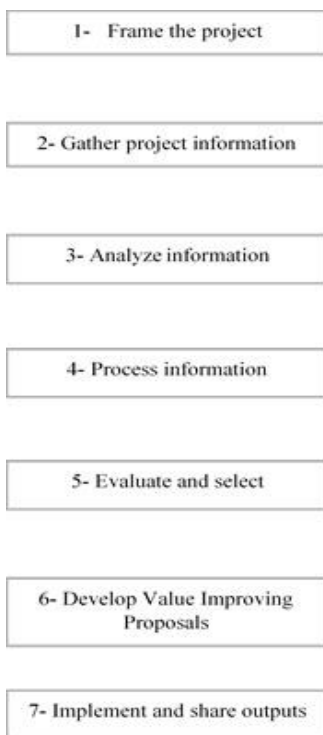 1- Frame the project
2- Gather project information
3- Analyze information
4- Process information
5- Evaluate and select
6- Develop Value Improving
Proposals
7- Implement and share outputs